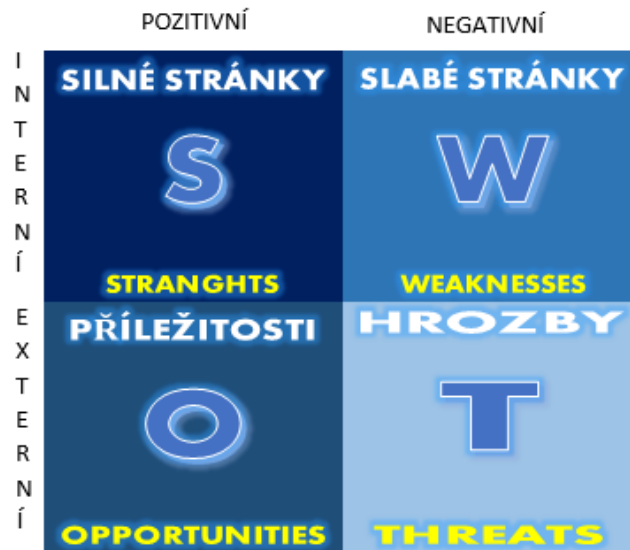 POZITIVNÍ NEGATIVNÍ
INTERNÍ
SILNÉ STRÁNKY SLABÉ STRÁNKY
S W
STRANGHTS WEAKNESSES
EXTERNÍ
PŘÍLEŽITOSTI HROZBY
O T
OPPORTUNITIES THREATS